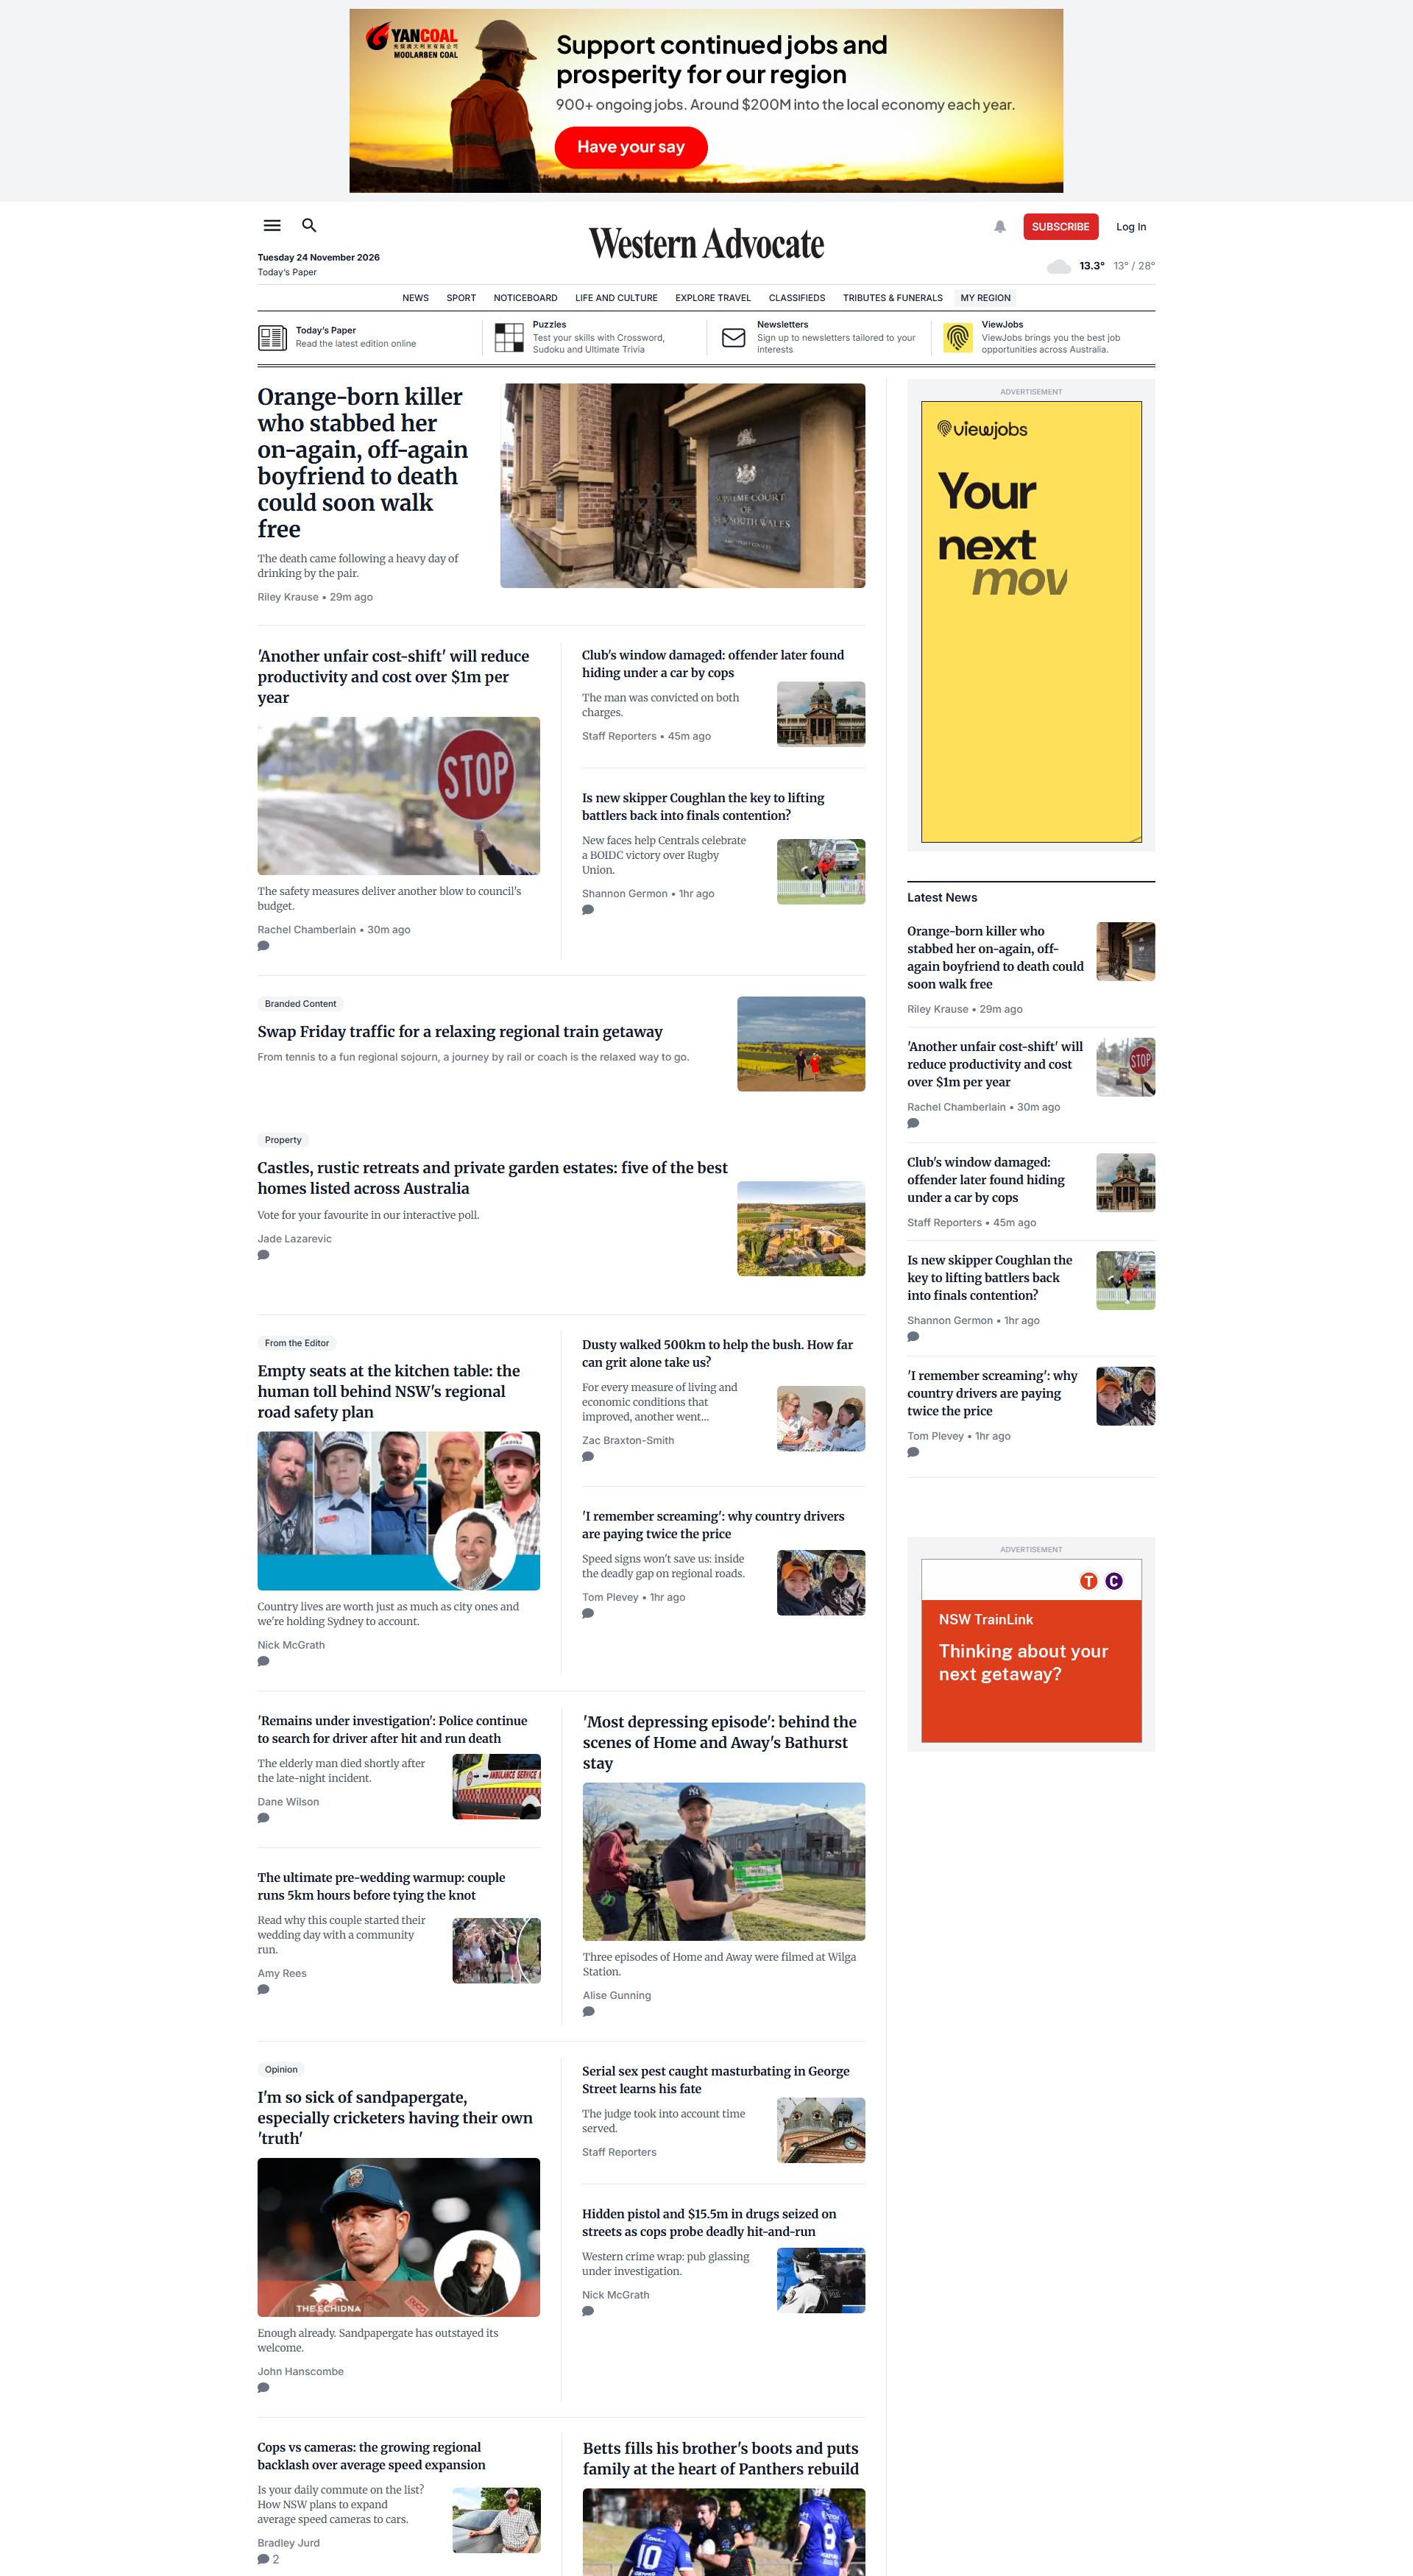 YANCOAL
MOOLARBEN COAL
Support continued jobs and
prosperity for our region
900+ ongoing jobs. Around $200M into the local economy each year.
Have your say
Western Advocate
SUBSCRIBE
Log In
Tuesday 24 November 2026
Today's Paper
13.3° 13° / 28°
NEWS SPORT NOTICEBOARD LIFE AND CULTURE EXPLORE TRAVEL CLASSIFIEDS TRIBUTES & FUNERALS MY REGION
Today's Paper
Read the latest edition online
Puzzles
Test your skills with Crossword,
Sudoku and Ultimate Trivia
Newsletters
Sign up to newsletters tailored to your
interests
ViewJobs
ViewJobs brings you the best job
opportunities across Australia.
Orange-born killer
who stabbed her
on-again, off-again
boyfriend to death
could soon walk
free
The death came following a heavy day of
drinking by the pair.
Riley Krause • 29m ago
SUPREME COURT
OF
NEW SOUTH WALES
'Another unfair cost-shift' will reduce
productivity and cost over $1m per
year
STOP
The safety measures deliver another blow to council's
budget.
Rachel Chamberlain • 30m ago
Club's window damaged: offender later found
hiding under a car by cops
The man was convicted on both
charges.
Staff Reporters • 45m ago
Is new skipper Coughlan the key to lifting
battlers back into finals contention?
New faces help Centrals celebrate
a BOIDC victory over Rugby
Union.
Shannon Germon • 1hr ago
Branded Content
Swap Friday traffic for a relaxing regional train getaway
From tennis to a fun regional sojourn, a journey by rail or coach is the relaxed way to go.
Property
Castles, rustic retreats and private garden estates: five of the best
homes listed across Australia
Vote for your favourite in our interactive poll.
Jade Lazarevic
From the Editor
Empty seats at the kitchen table: the
human toll behind NSW's regional
road safety plan
Country lives are worth just as much as city ones and
we're holding Sydney to account.
Nick McGrath
Dusty walked 500km to help the bush. How far
can grit alone take us?
For every measure of living and
economic conditions that
improved, another went...
Zac Braxton-Smith
'I remember screaming': why country drivers
are paying twice the price
Speed signs won't save us: inside
the deadly gap on regional roads.
Tom Plevey • 1hr ago
'Remains under investigation': Police continue
to search for driver after hit and run death
The elderly man died shortly after
the late-night incident.
Dane Wilson
AMBULANCE SERVICE
The ultimate pre-wedding warmup: couple
runs 5km hours before tying the knot
Read why this couple started their
wedding day with a community
run.
Amy Rees
'Most depressing episode': behind the
scenes of Home and Away's Bathurst
stay
Three episodes of Home and Away were filmed at Wilga
Station.
Alise Gunning
Opinion
I'm so sick of sandpapergate,
especially cricketers having their own
'truth'
THE ECHIDNA
Enough already. Sandpapergate has outstayed its
welcome.
John Hanscombe
Serial sex pest caught masturbating in George
Street learns his fate
The judge took into account time
served.
Staff Reporters
Hidden pistol and $15.5m in drugs seized on
streets as cops probe deadly hit-and-run
Western crime wrap: pub glassing
under investigation.
Nick McGrath
Cops vs cameras: the growing regional
backlash over average speed expansion
Is your daily commute on the list?
How NSW plans to expand
average speed cameras to cars.
Bradley Jurd
2
Betts fills his brother's boots and puts
family at the heart of Panthers rebuild
10
9
ADVERTISEMENT
viewjobs
Your
next
mov
Latest News
Orange-born killer who
stabbed her on-again, off-
again boyfriend to death could
soon walk free
Riley Krause • 29m ago
'Another unfair cost-shift' will
reduce productivity and cost
over $1m per year
Rachel Chamberlain • 30m ago
STOP
Club's window damaged:
offender later found hiding
under a car by cops
Staff Reporters • 45m ago
Is new skipper Coughlan the
key to lifting battlers back
into finals contention?
Shannon Germon • 1hr ago
'I remember screaming': why
country drivers are paying
twice the price
Tom Plevey • 1hr ago
ADVERTISEMENT
T C
NSW TrainLink
Thinking about your
next getaway?